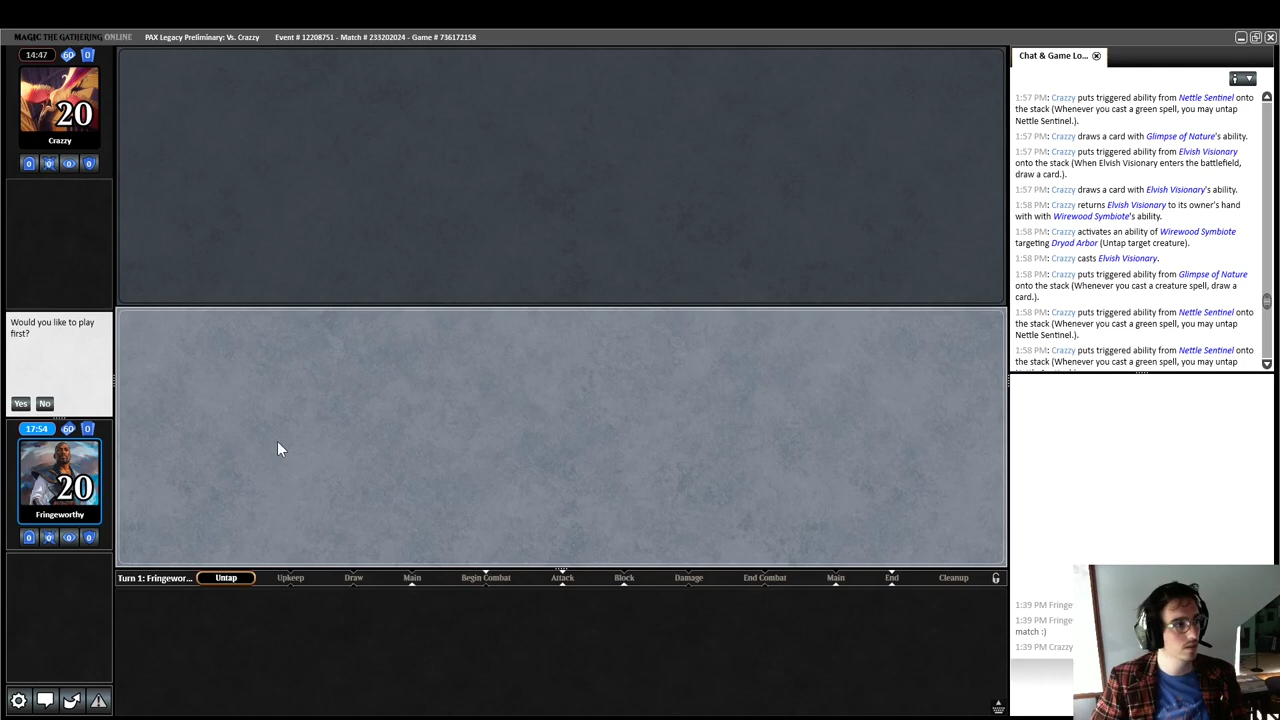 MAGIC THE GATHERING ONLINE
PAX Legacy Preliminary: Vs. Crazzy
Event # 12208751 - Match # 233202024 - Game # 736172158
14:47
60
0
20
Crazzy
0
0
0
0
Would you like to play
first?
Yes
No
17:54
60
0
20
Fringeworthy
0
0
0
0
Turn 1: Fringewor...
Untap
Upkeep
Draw
Main
Begin Combat
Attack
Block
Damage
End Combat
Main
End
Cleanup
Chat & Game Lo...
1:57 PM: Crazzy puts triggered ability from Nettle Sentinel onto
the stack (Whenever you cast a green spell, you may untap
Nettle Sentinel.).
1:57 PM: Crazzy draws a card with Glimpse of Nature's ability.
1:57 PM: Crazzy puts triggered ability from Elvish Visionary
onto the stack (When Elvish Visionary enters the battlefield,
draw a card.).
1:57 PM: Crazzy draws a card with Elvish Visionary's ability.
1:58 PM: Crazzy returns Elvish Visionary to its owner's hand
with with Wirewood Symbiote's ability.
1:58 PM: Crazzy activates an ability of Wirewood Symbiote
targeting Dryad Arbor (Untap target creature).
1:58 PM: Crazzy casts Elvish Visionary.
1:58 PM: Crazzy puts triggered ability from Glimpse of Nature
onto the stack (Whenever you cast a creature spell, draw a
card.).
1:58 PM: Crazzy puts triggered ability from Nettle Sentinel onto
the stack (Whenever you cast a green spell, you may untap
Nettle Sentinel.).
1:58 PM: Crazzy puts triggered ability from Nettle Sentinel onto
the stack (Whenever you cast a green spell, you may untap
1:39 PM Fringe
1:39 PM Fringe
match :)
1:39 PM Crazzy